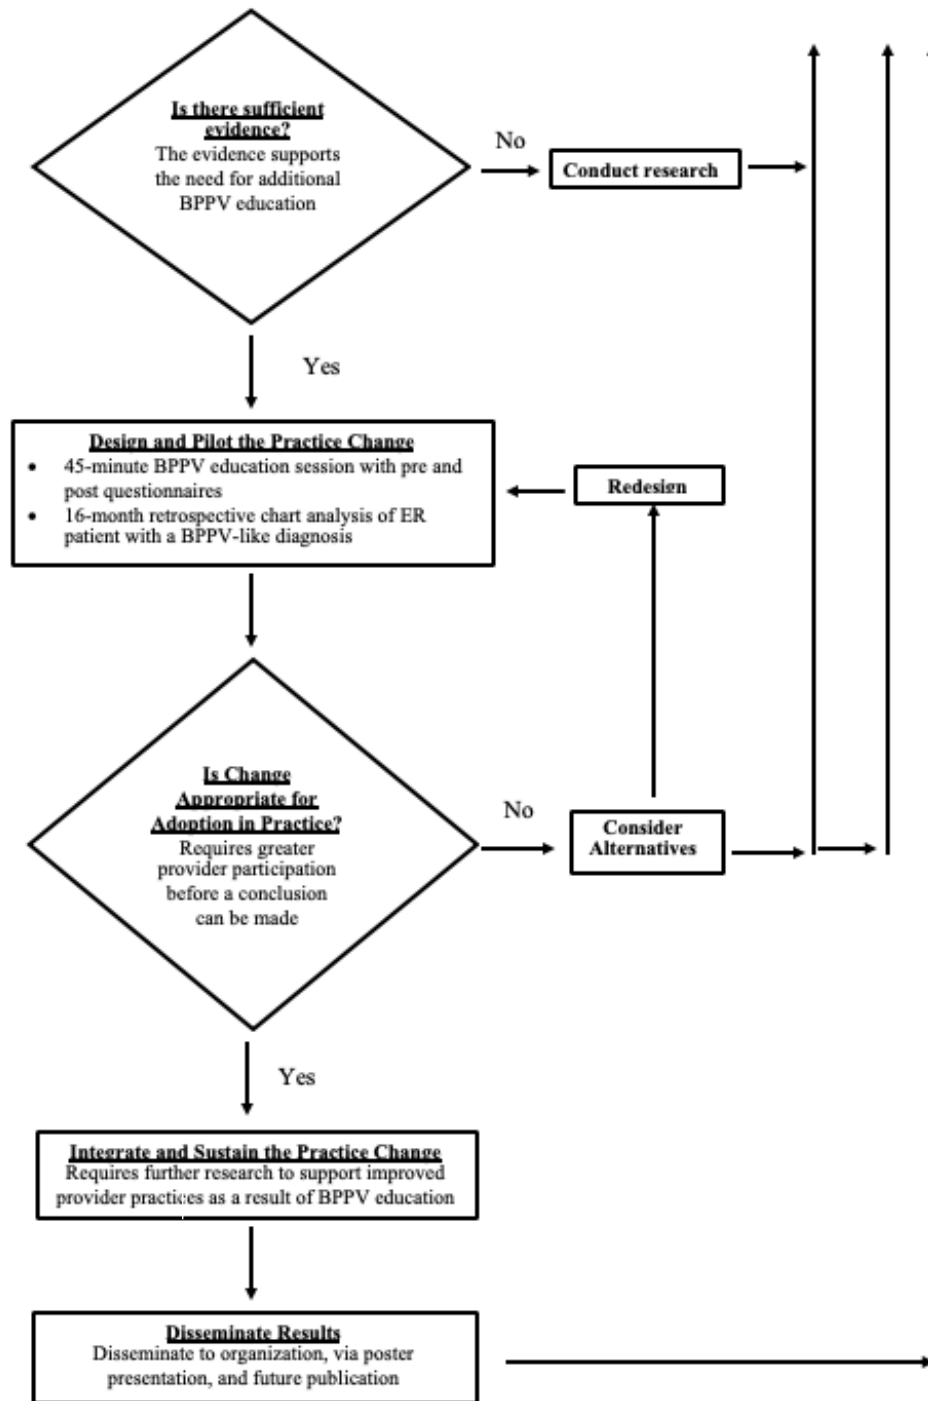 Is there sufficient
evidence?
The evidence supports
the need for additional
BPPV education
No
Conduct research
Yes
Design and Pilot the Practice Change
• 45-minute BPPV education session with pre and
post questionnaires
• 16-month retrospective chart analysis of ER
patient with a BPPV-like diagnosis
Redesign
Is Change
Appropriate for
Adoption in Practice?
Requires greater
provider participation
before a conclusion
can be made
No
Consider
Alternatives
Yes
Integrate and Sustain the Practice Change
Requires further research to support improved
provider practices as a result of BPPV education
Disseminate Results
Disseminate to organization, via poster
presentation, and future publication